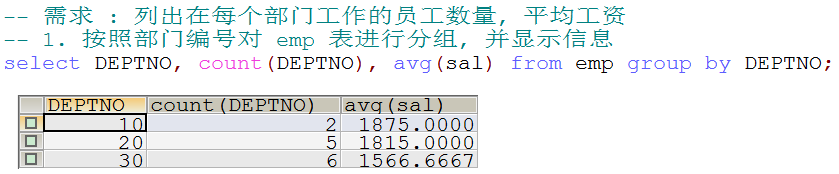 -- 需求 : 列出在每个部门工作的员工数量, 平均工资
-- 1. 按照部门编号对 emp 表进行分组, 并显示信息
select DEPTNO, count(DEPTNO), avg(sal) from emp group by DEPTNO;
DEPTNO count(DEPTNO) avg(sal)
10 2 1875.0000
20 5 1815.0000
30 6 1566.6667